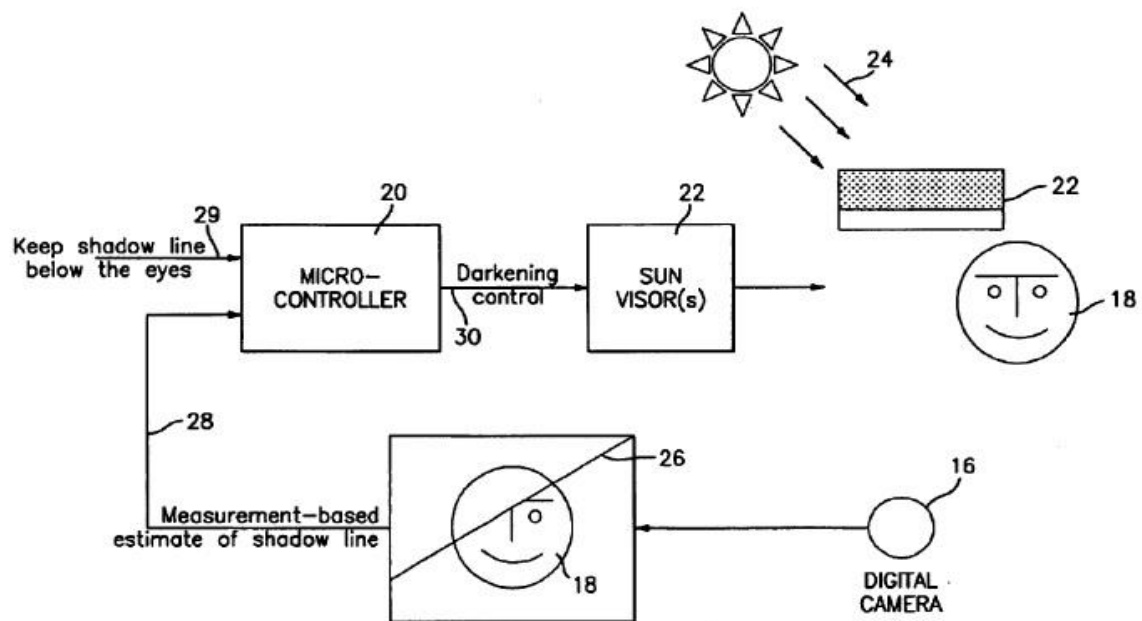 24
22
20
22
29
Keep shadow line
below the eyes
MICRO-
CONTROLLER
Darkening
control
30
SUN
VISOR(s)
18
28
26
16
Measurement-based
estimate of shadow line
18
DIGITAL
CAMERA